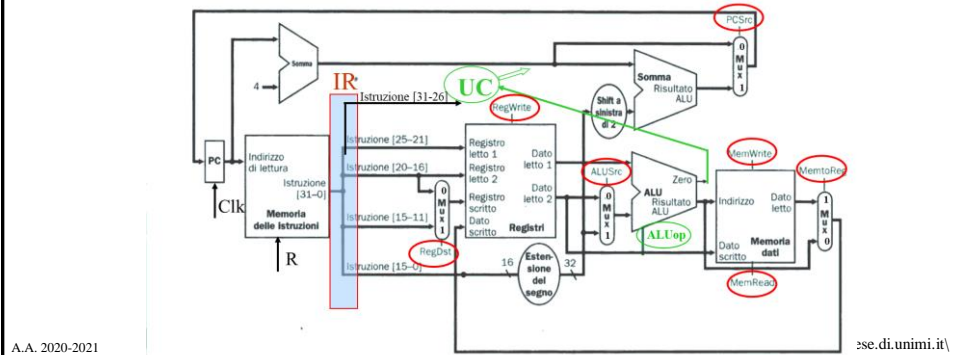 PCSrc
0
M
u
x
1
Somma
4
IR
Istruzione [31-26]
UC
RegWrite
Somma
Risultato
ALU
Shift a
sinistra
di 2
PC
Clk
Indirizzo
di lettura
Istruzione
[31–0]
Memoria
delle Istruzioni
R
Istruzione [25–21]
Istruzione [20–16]
Istruzione [15–11]
Istruzione [15–0]
0
M
u
x
1
RegDst
Registro
letto 1
Registro
letto 2
Registro
scritto
Dato
scritto
Dato
letto 1
Dato
letto 2
Registri
16
Esten-
sione
del
segno
32
ALUSrc
0
M
u
x
1
Zero
ALU
Risultato
ALU
ALUop
MemWrite
Indirizzo
Dato
letto
Dato
scritto
Memoria
dati
MemRead
MemtoReg
1
M
u
x
0
A.A. 2020-2021
ese.di.unimi.it\